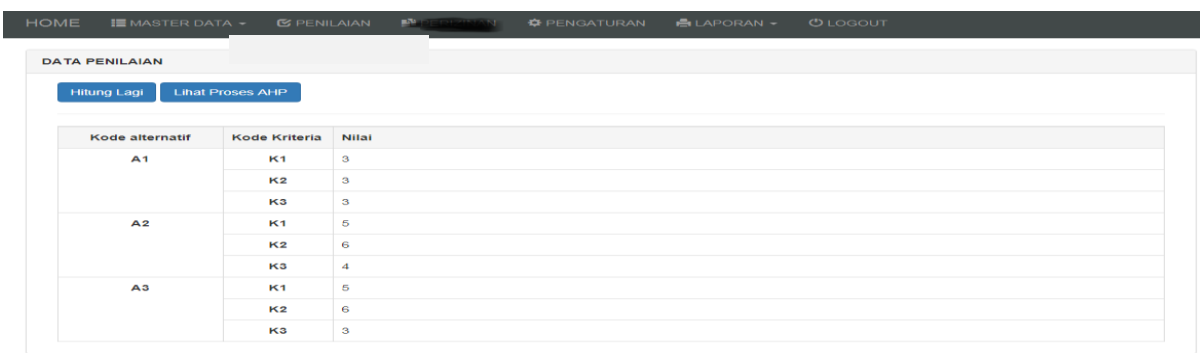 HOME MASTER DATA PENILAIAN PENGATURAN LAPORAN LOGOUT
DATA PENILAIAN
Hitung Lagi Lihat Proses AHP
Kode alternatif Kode Kriteria Nilai
A1 K1 3
K2 3
K3 3
A2 K1 5
K2 6
K3 4
A3 K1 5
K2 6
K3 3